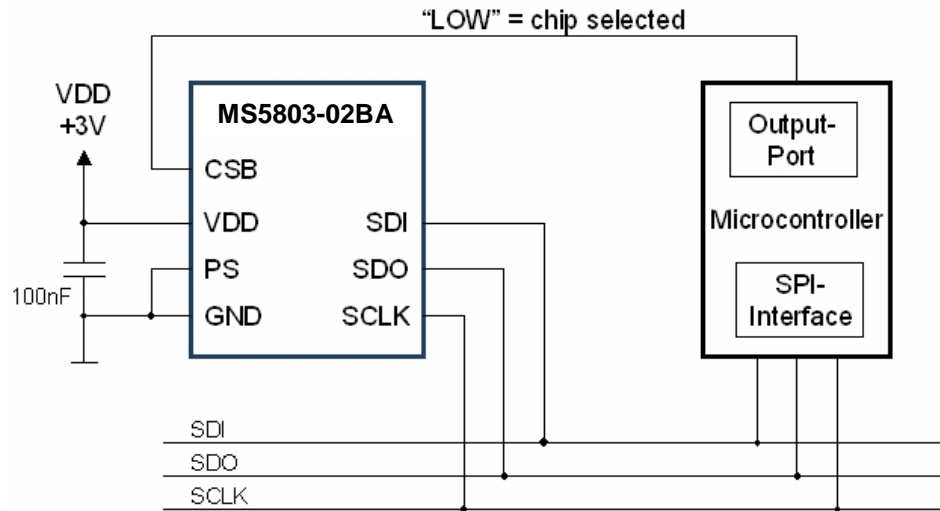 “LOW” = chip selected
VDD
+3V
MS5803-02BA
CSB
VDD
PS
GND
SDI
SDO
SCLK
100nF
Output-
Port
Microcontroller
SPI-
Interface
SDI
SDO
SCLK